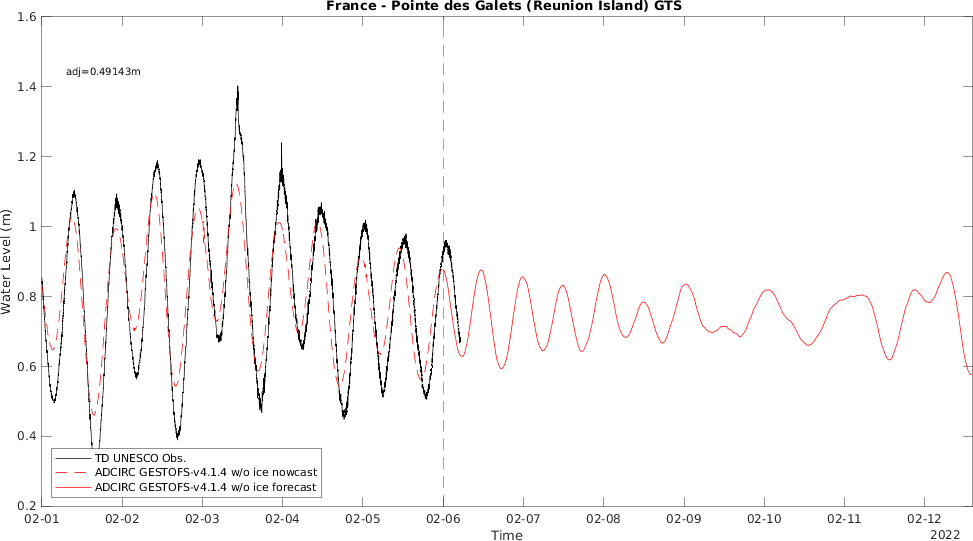 France - Pointe des Galets (Reunion Island) GTS
1.6
1.4
1.2
1
0.8
0.6
0.4
0.2
Water Level (m)
adj=0.49143m
TD UNESCO Obs.
ADCIRC GESTOFS-v4.1.4 w/o ice nowcast
ADCIRC GESTOFS-v4.1.4 w/o ice forecast
02-01 02-02 02-03 02-04 02-05 02-06 02-07 02-08 02-09 02-10 02-11 02-12
Time
2022